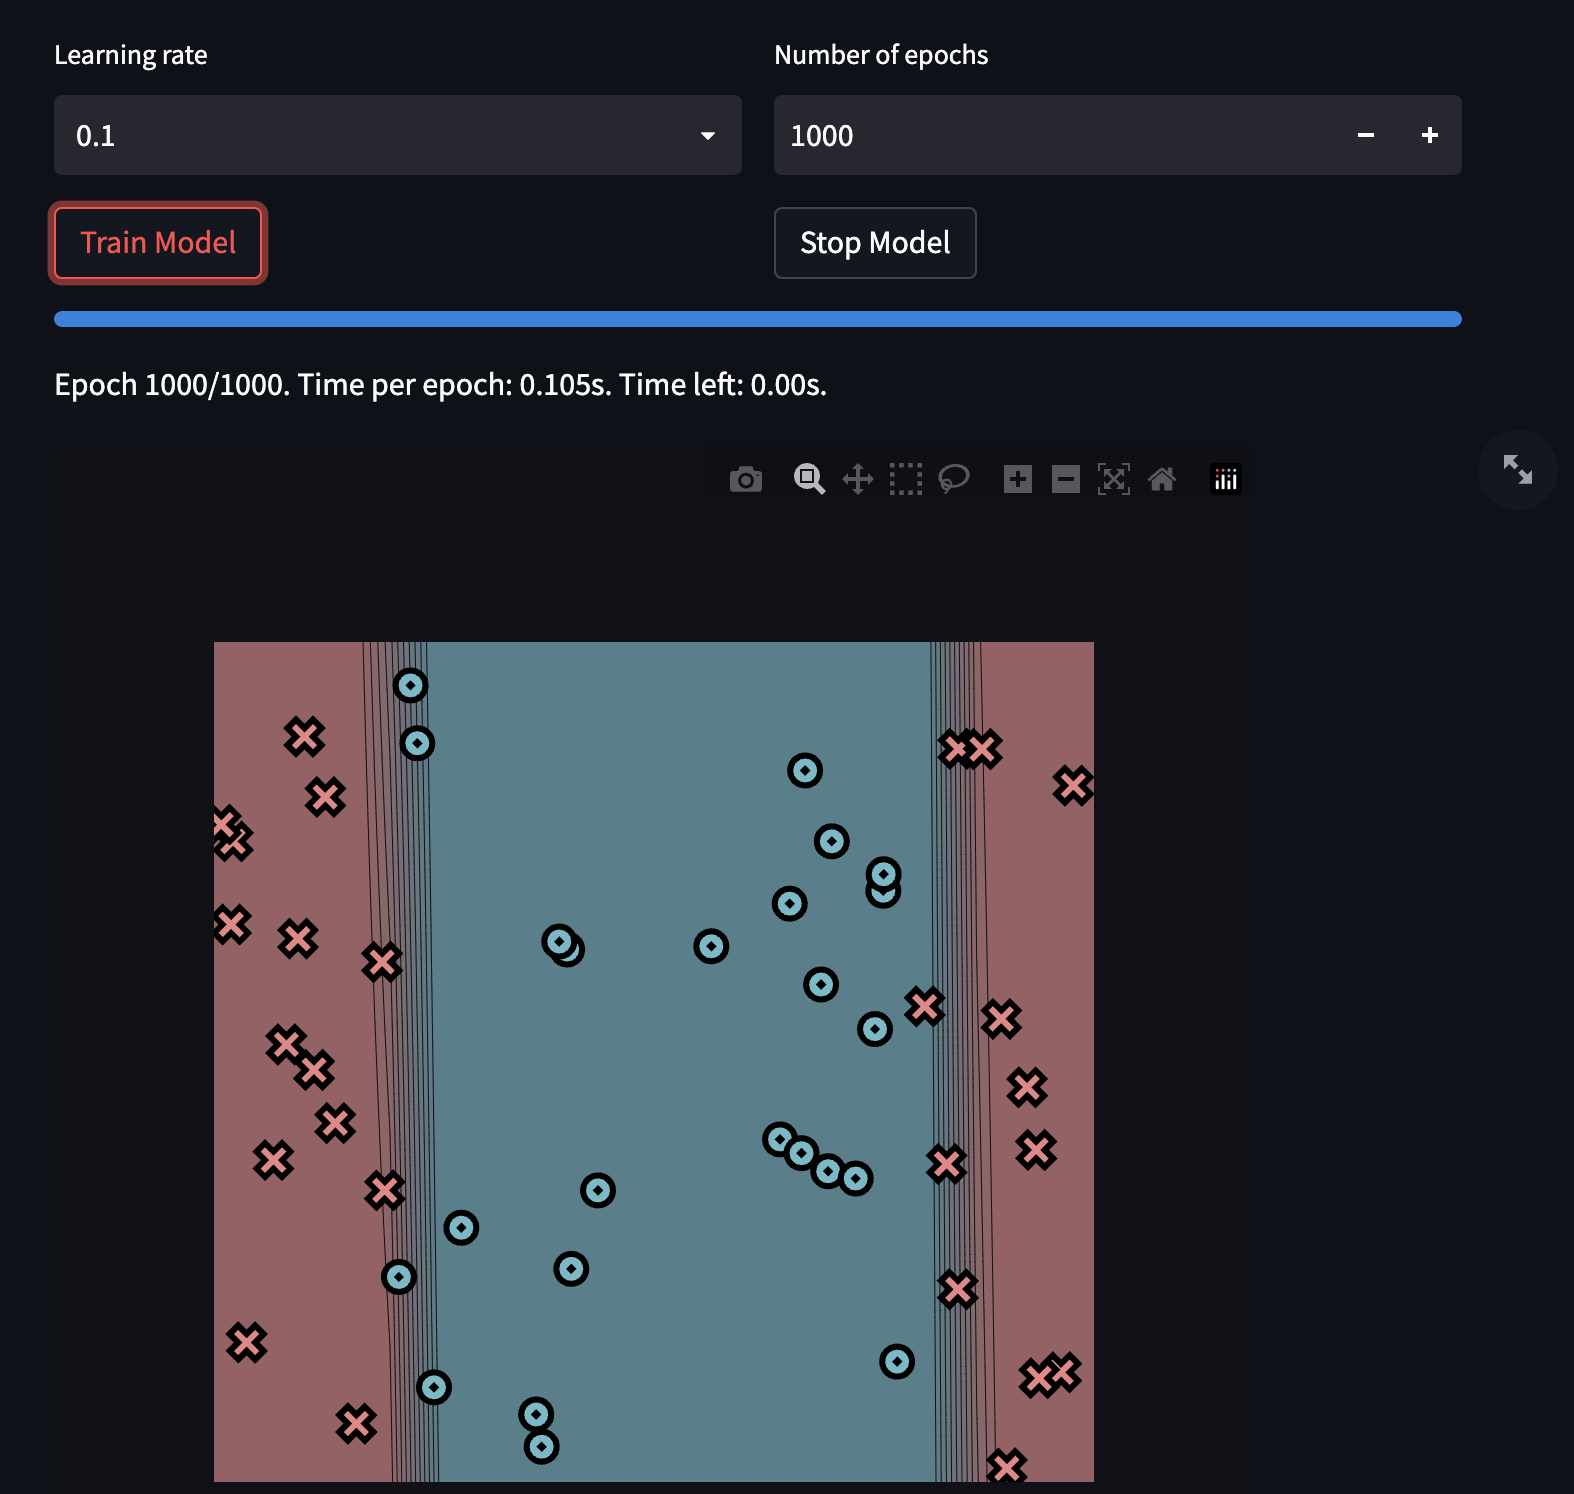 Learning rate
Number of epochs
0.1
1000
Train Model
Stop Model
Epoch 1000/1000. Time per epoch: 0.105s. Time left: 0.00s.